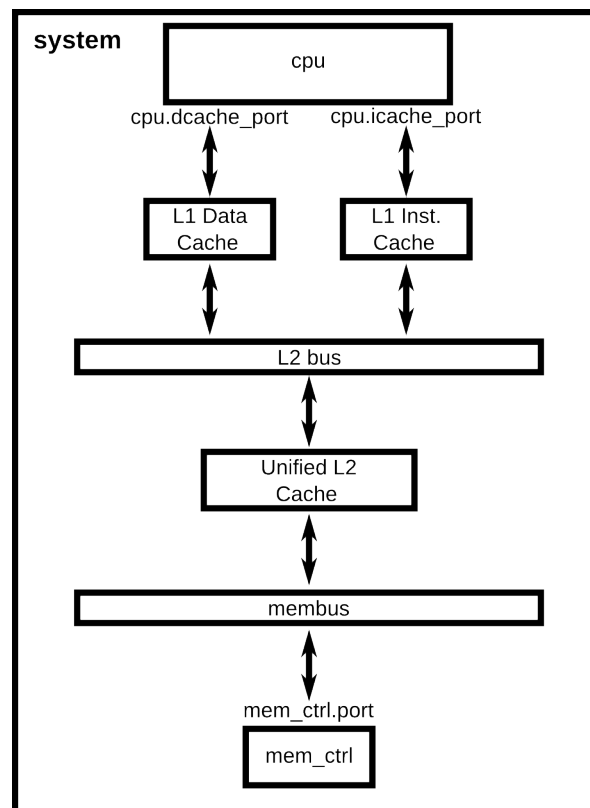 system
cpu
cpu.dcache_port
cpu.icache_port
L1 Data
Cache
L1 Inst.
Cache
L2 bus
Unified L2
Cache
membus
mem_ctrl.port
mem_ctrl